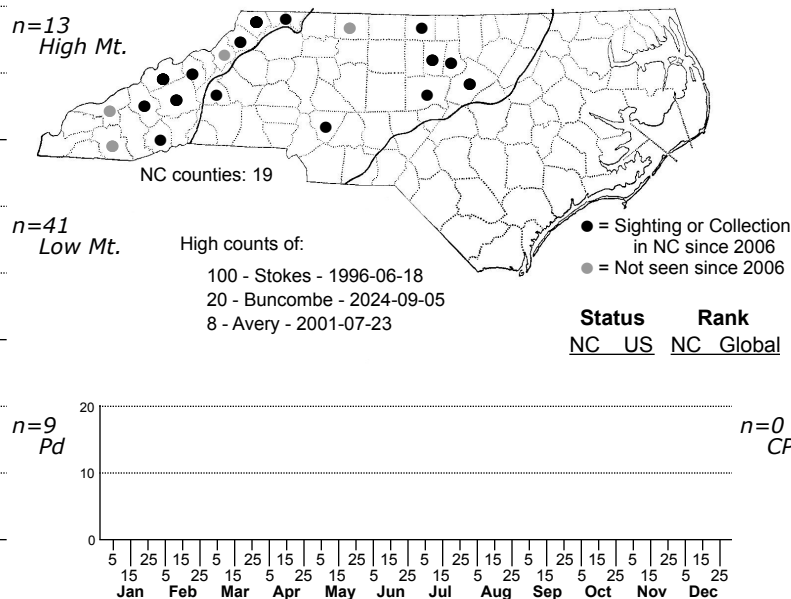 n=13
High Mt.
NC counties: 19
n=41
Low Mt.
High counts of:
100 - Stokes - 1996-06-18
20 - Buncombe - 2024-09-05
8 - Avery - 2001-07-23
● = Sighting or Collection
in NC since 2006
● = Not seen since 2006
Status Rank
NC US NC Global
n=9
Pd
n=0
CP
20
10
0
5 25 15 5 25 15 5 25 15 5 25 15 5 25 15 5 25 15
15 5 25 15 5 25 15 5 25 15 5 25 15 5 25 15 5 25
Jan Feb Mar Apr May Jun Jul Aug Sep Oct Nov Dec